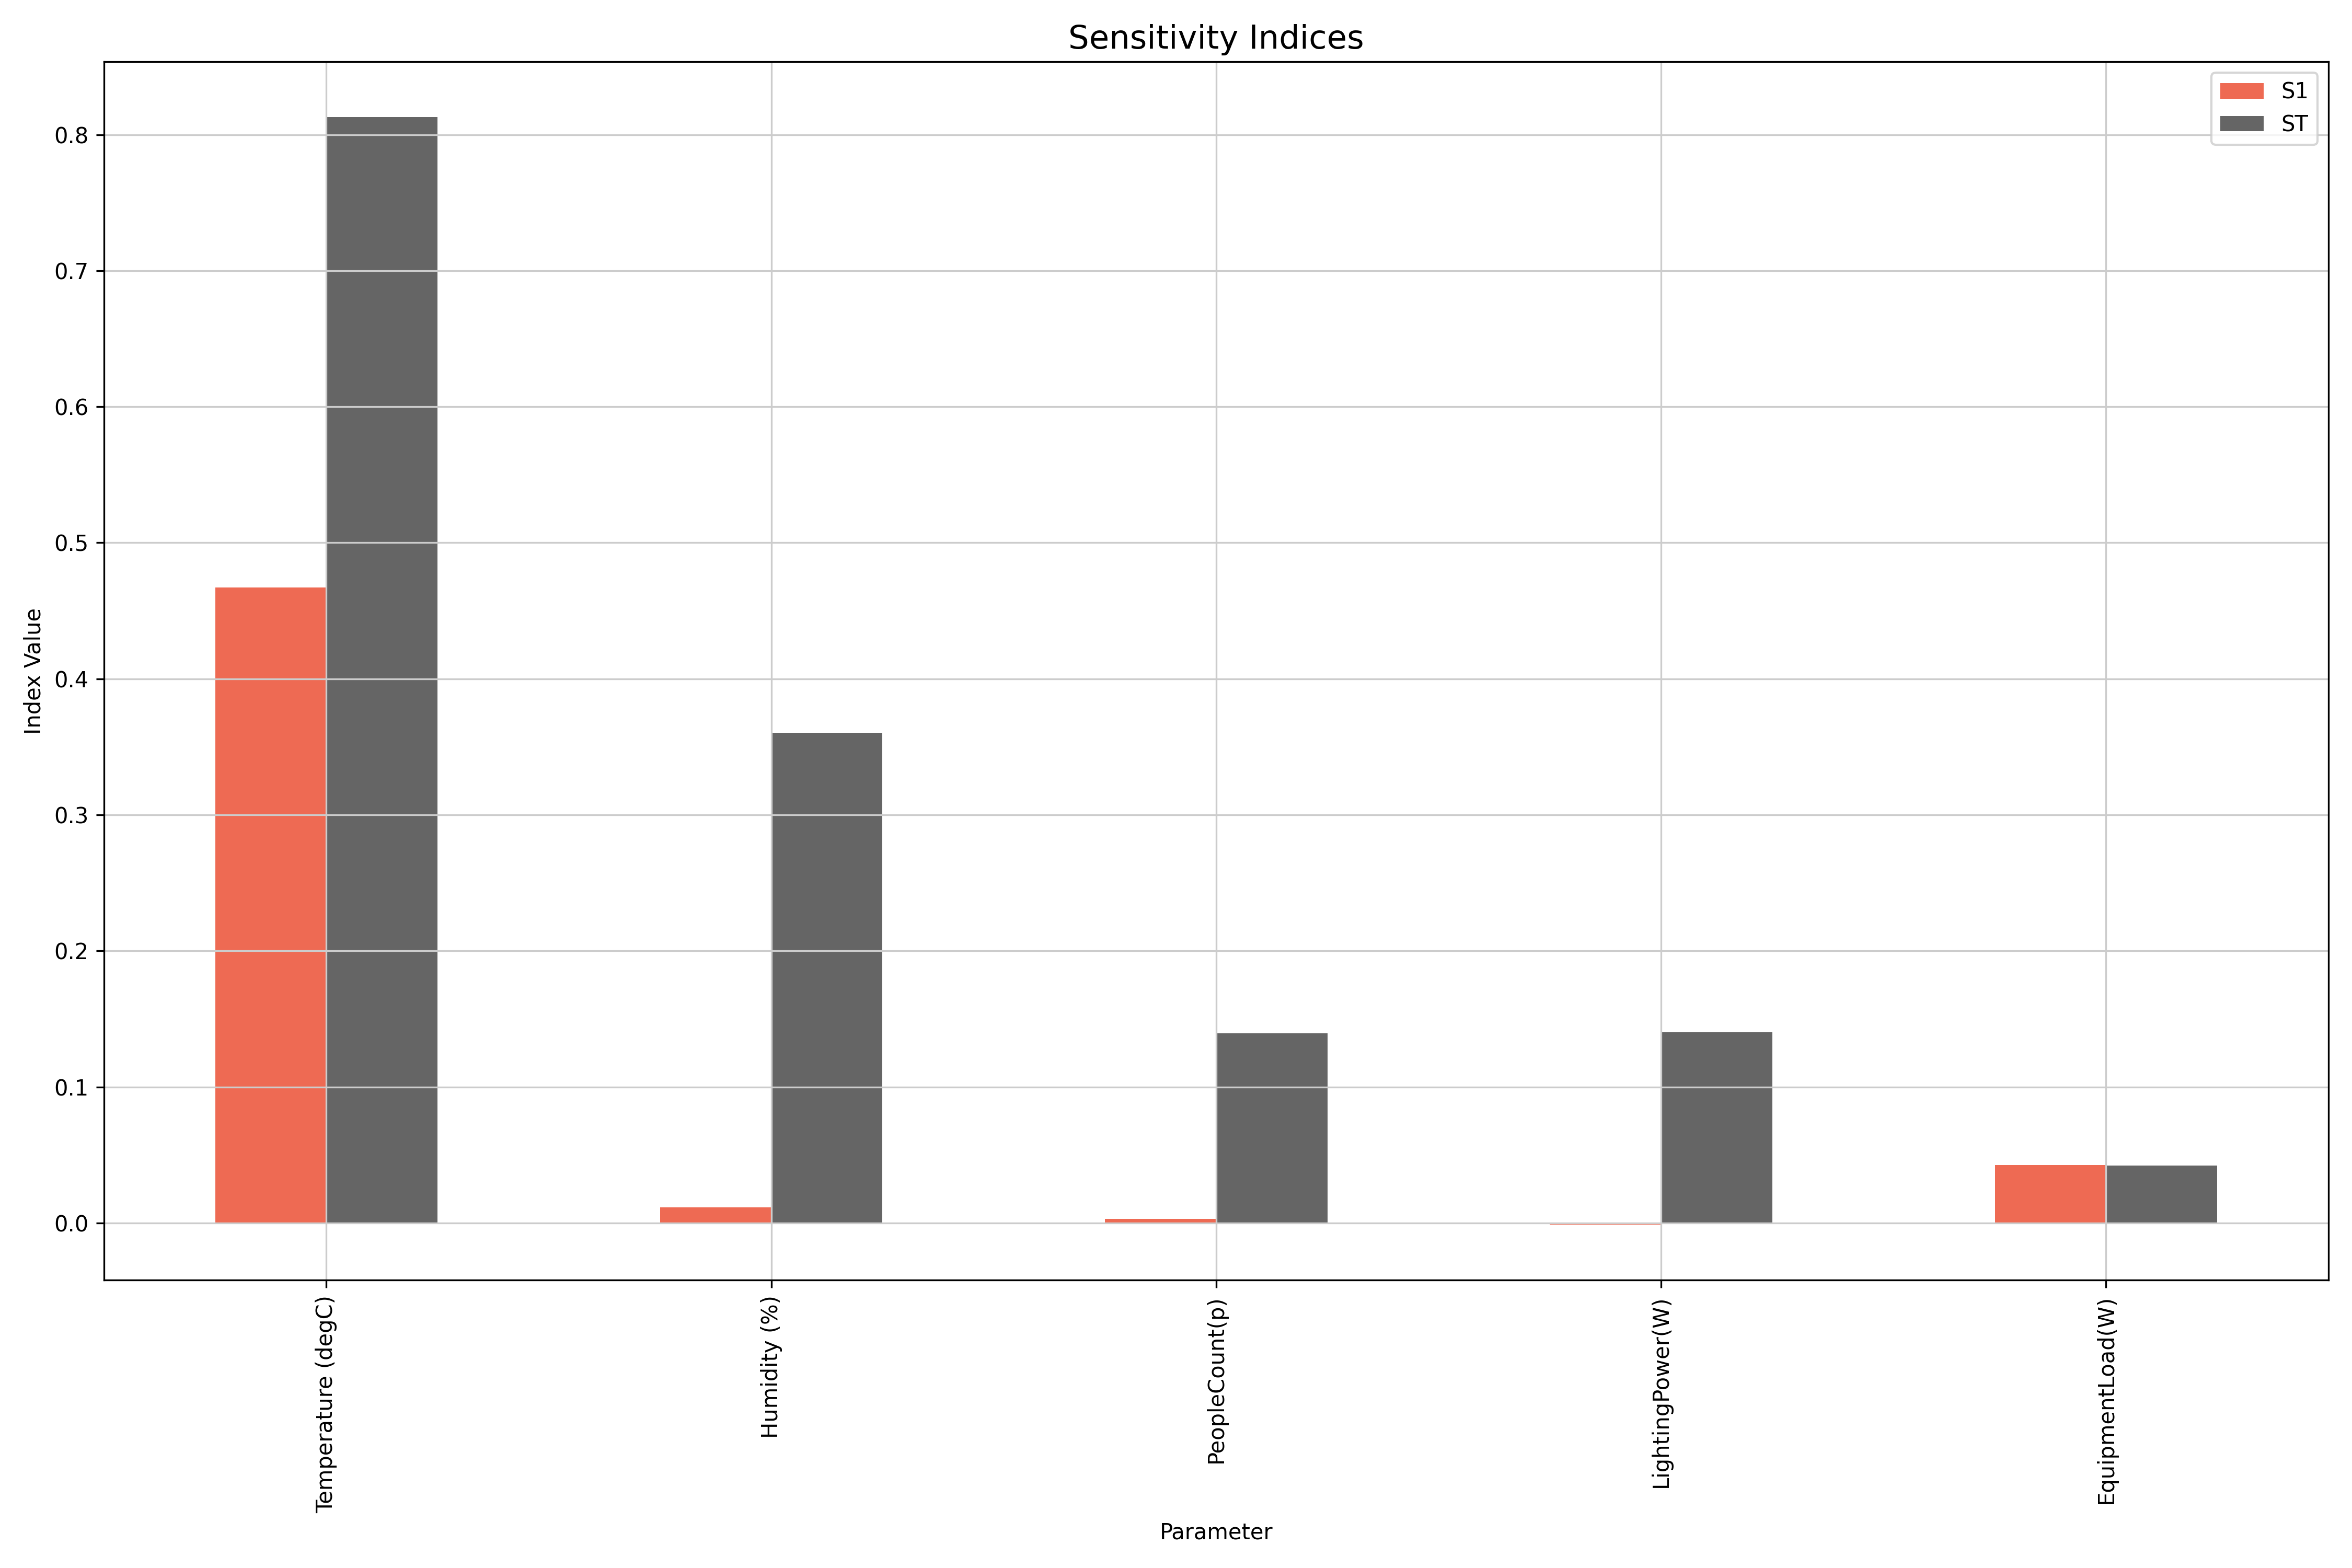 Sensitivity Indices
S1
ST
Index Value
0.8
0.7
0.6
0.5
0.4
0.3
0.2
0.1
0.0
Temperature (degC)
Humidity (%)
PeopleCount(p)
LightingPower(W)
EquipmentLoad(W)
Parameter